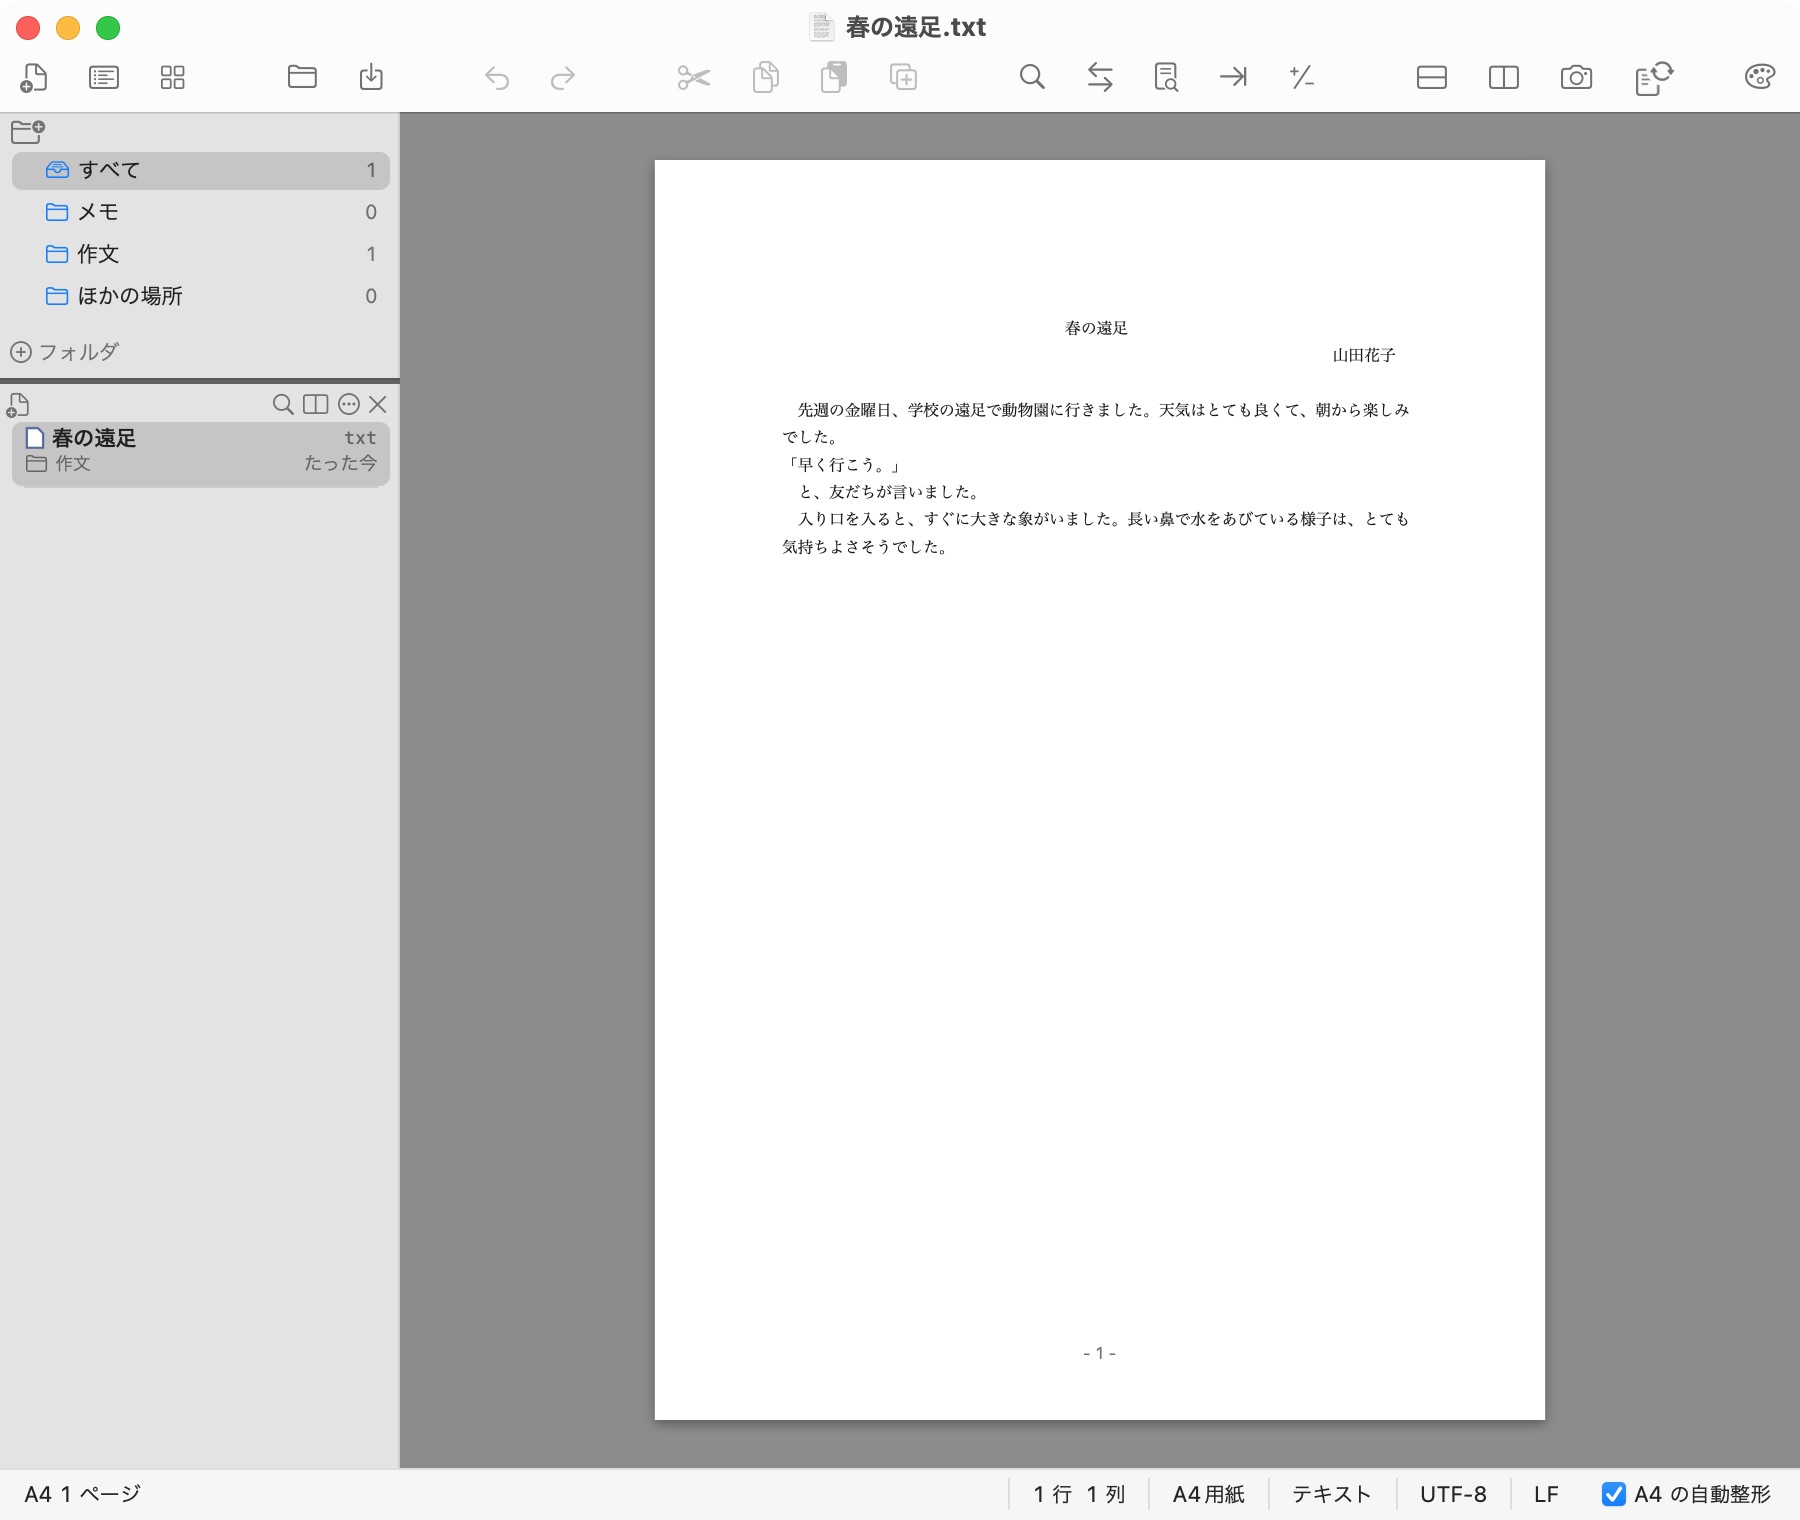 春の遠足.txt
すべて 1
メモ 0
作文 1
ほかの場所 0
フォルダ
春の遠足 txt
作文 たった今
春の遠足
山田花子
　先週の金曜日、学校の遠足で動物園に行きました。天気はとても良くて、朝から楽しみ
でした。
「早く行こう。」
　と、友だちが言いました。
　入り口を入ると、すぐに大きな象がいました。長い鼻で水をあびている様子は、とても
気持ちよさそうでした。
- 1 -
A4 1 ページ 1 行 1 列 A4用紙 テキスト UTF-8 LF A4 の自動整形